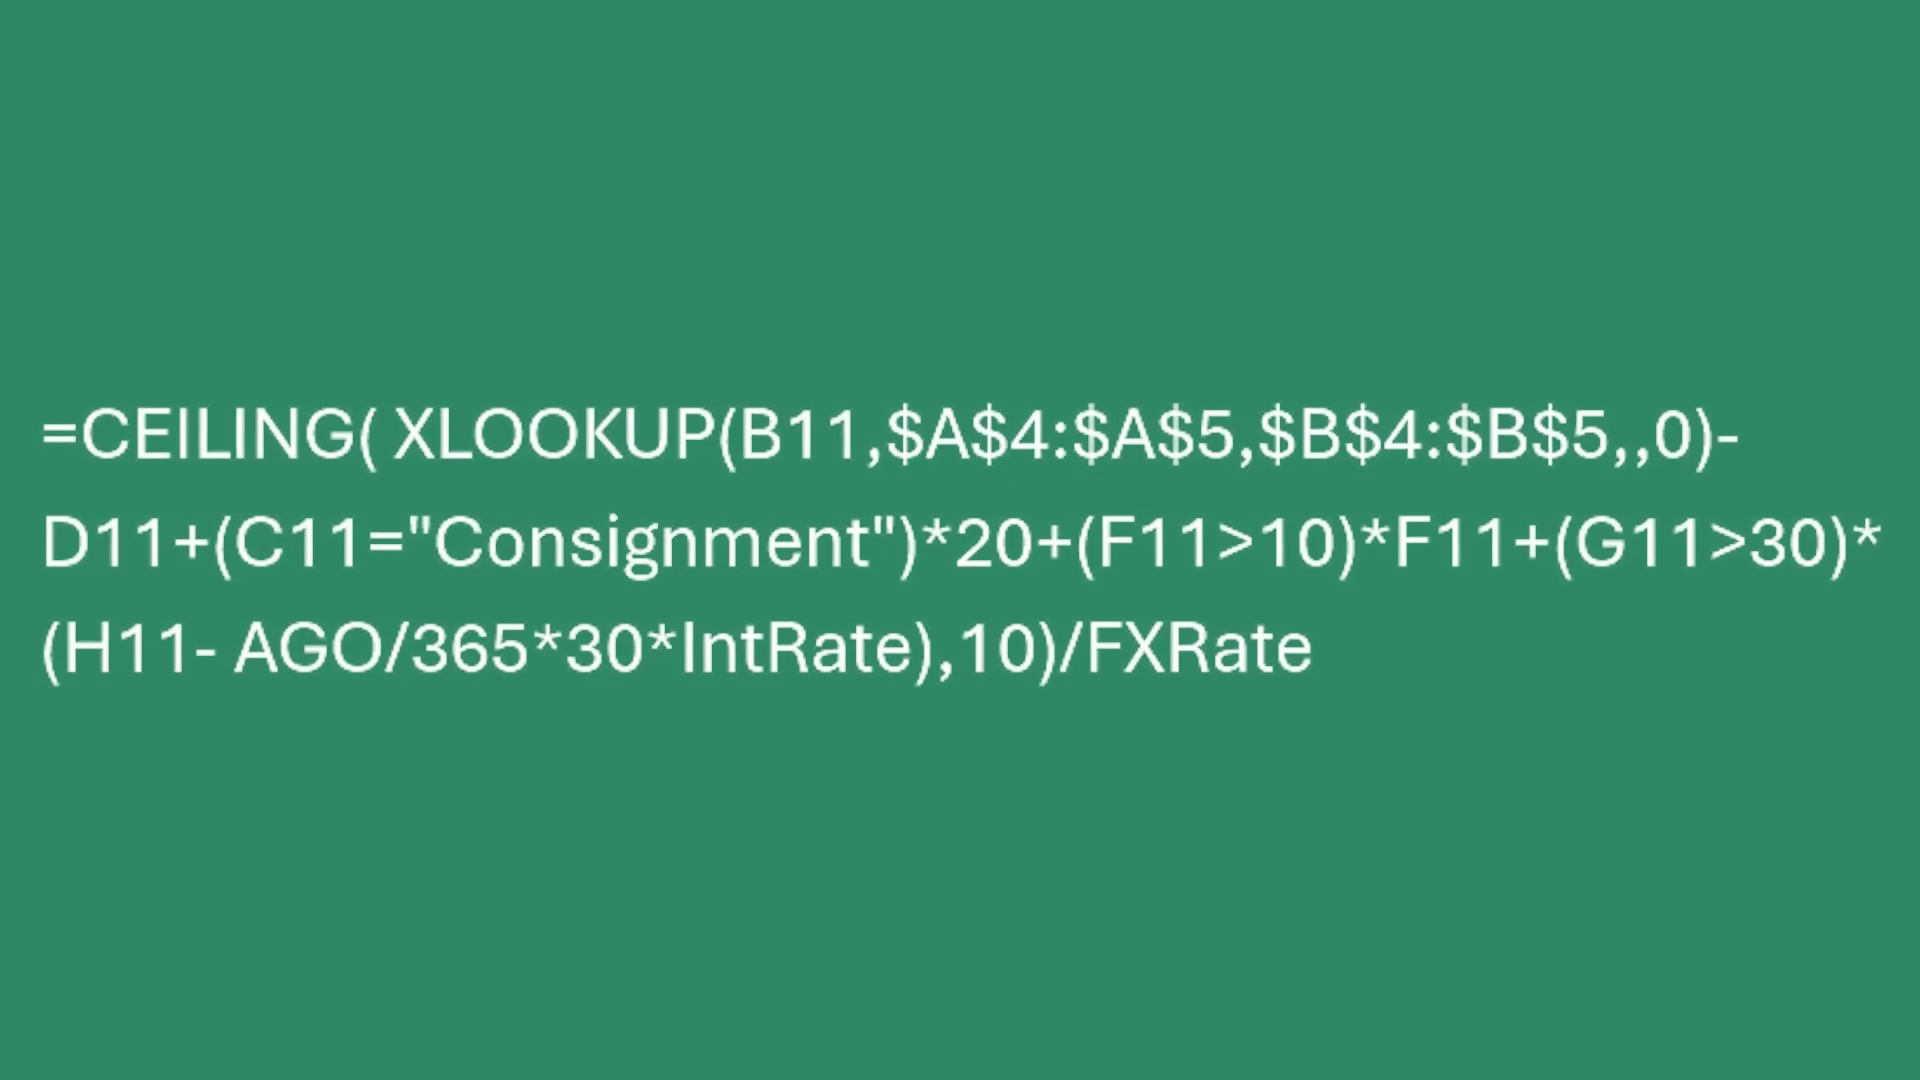 =CEILING( XLOOKUP(B11,$A$4:$A$5,$B$4:$B$5,,0)-
D11+(C11="Consignment")*20+(F11>10)*F11+(G11>30)*
(H11- AGO/365*30*IntRate),10)/FXRate